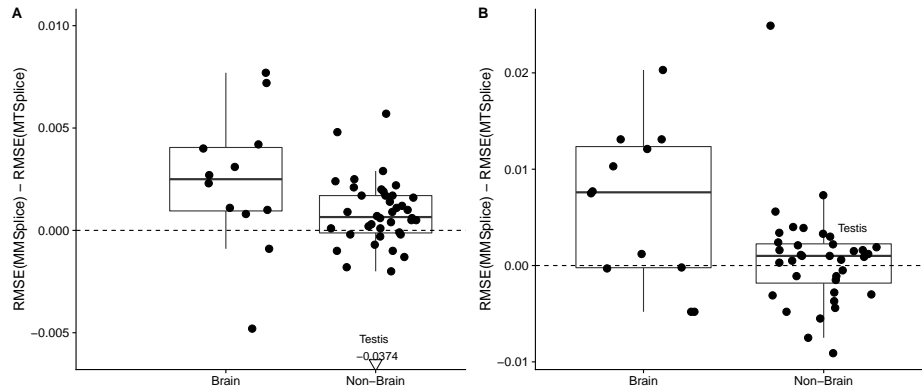 A
RMSE(MMSplice) − RMSE(MTSplice)
0.010
0.005
0.000
−0.005
Testis
−0.0374
Brain
Non−Brain
B
RMSE(MMSplice) − RMSE(MTSplice)
0.02
0.01
0.00
−0.01
Testis
Brain
Non−Brain